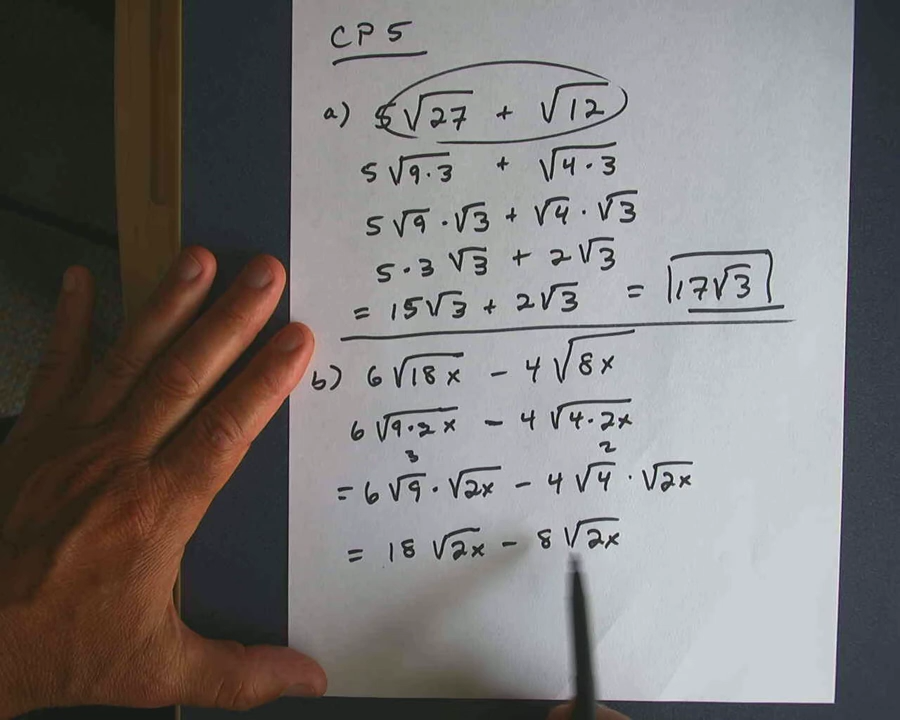 CP5
a) 5√27 + √12
5√9·3 + √4·3
5√9·√3 + √4·√3
5·3√3 + 2√3
= 15√3 + 2√3 = 17√3
b) 6√18x - 4√8x
6√9·2x - 4√4·2x
3 2
= 6√9·√2x - 4√4·√2x
= 18√2x - 8√2x